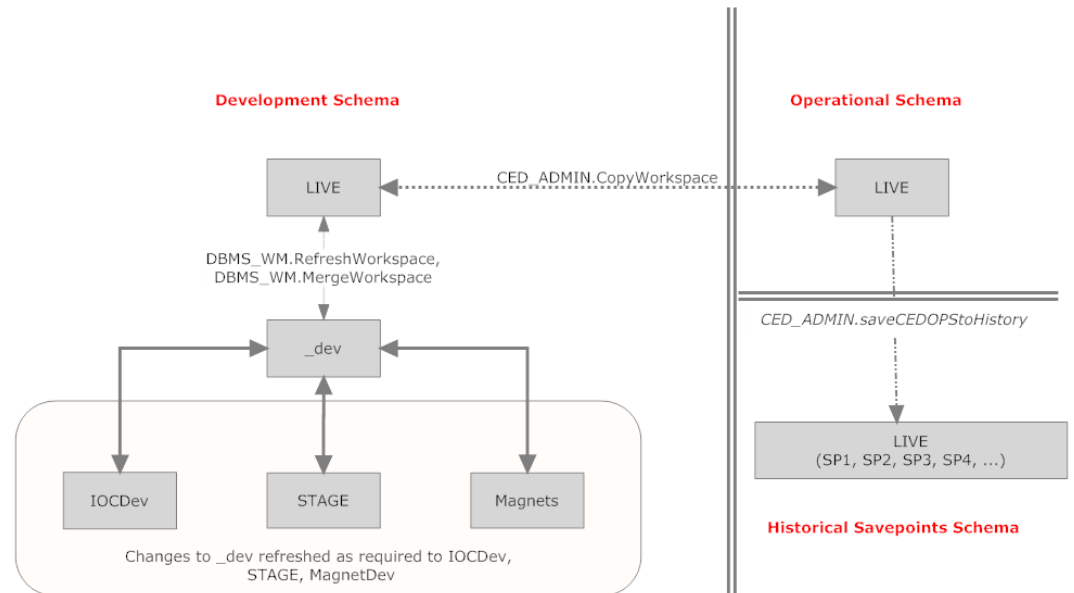 Development Schema
Operational Schema
LIVE
CED_ADMIN.CopyWorkspace
LIVE
DBMS_WM.RefreshWorkspace,
DBMS_WM.MergeWorkspace
CED_ADMIN.saveCEDOPStoHistory
_dev
LIVE
(SP1, SP2, SP3, SP4, ...)
IOCDev
STAGE
Magnets
Historical Savepoints Schema
Changes to _dev refreshed as required to IOCDev,
STAGE, MagnetDev